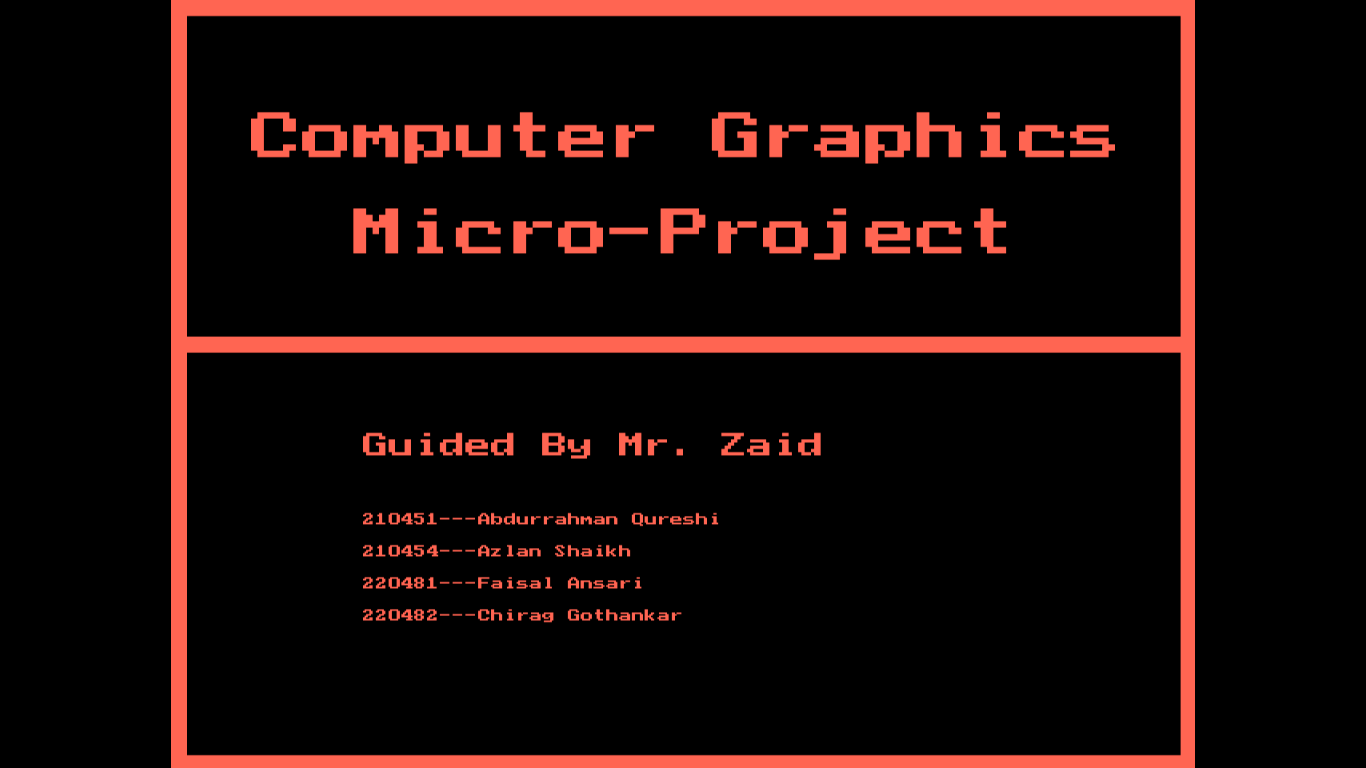 Computer Graphics
Micro-Project
Guided By Mr. Zaid
210451---Abdurrahman Qureshi
210454---Azlan Shaikh
220481---Faisal Ansari
220482---Chirag Gothankar